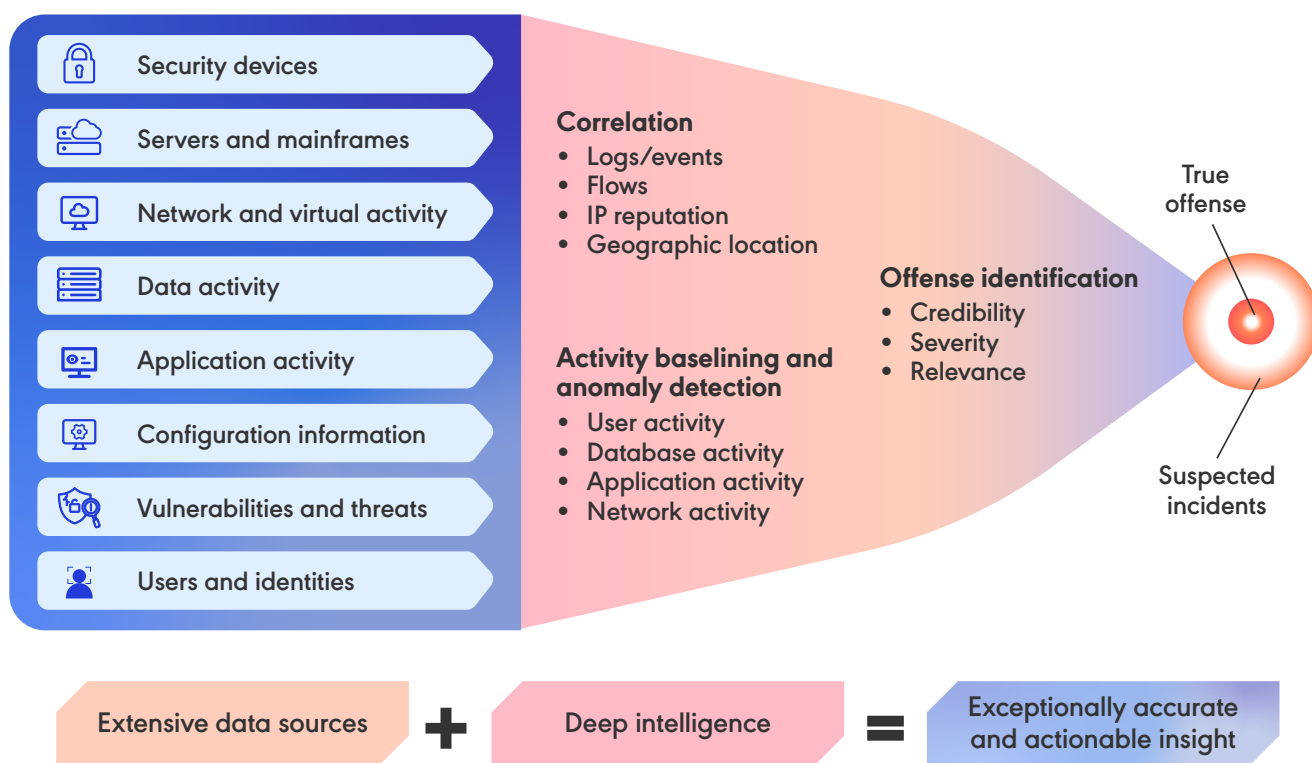 Security devices
Servers and mainframes
Network and virtual activity
Data activity
Application activity
Configuration information
Vulnerabilities and threats
Users and identities
Correlation
• Logs/events
• Flows
• IP reputation
• Geographic location
Activity baselining and
anomaly detection
• User activity
• Database activity
• Application activity
• Network activity
Offense identification
• Credibility
• Severity
• Relevance
True
offense
Suspected
incidents
Extensive data sources
+
Deep intelligence
=
Exceptionally accurate
and actionable insight